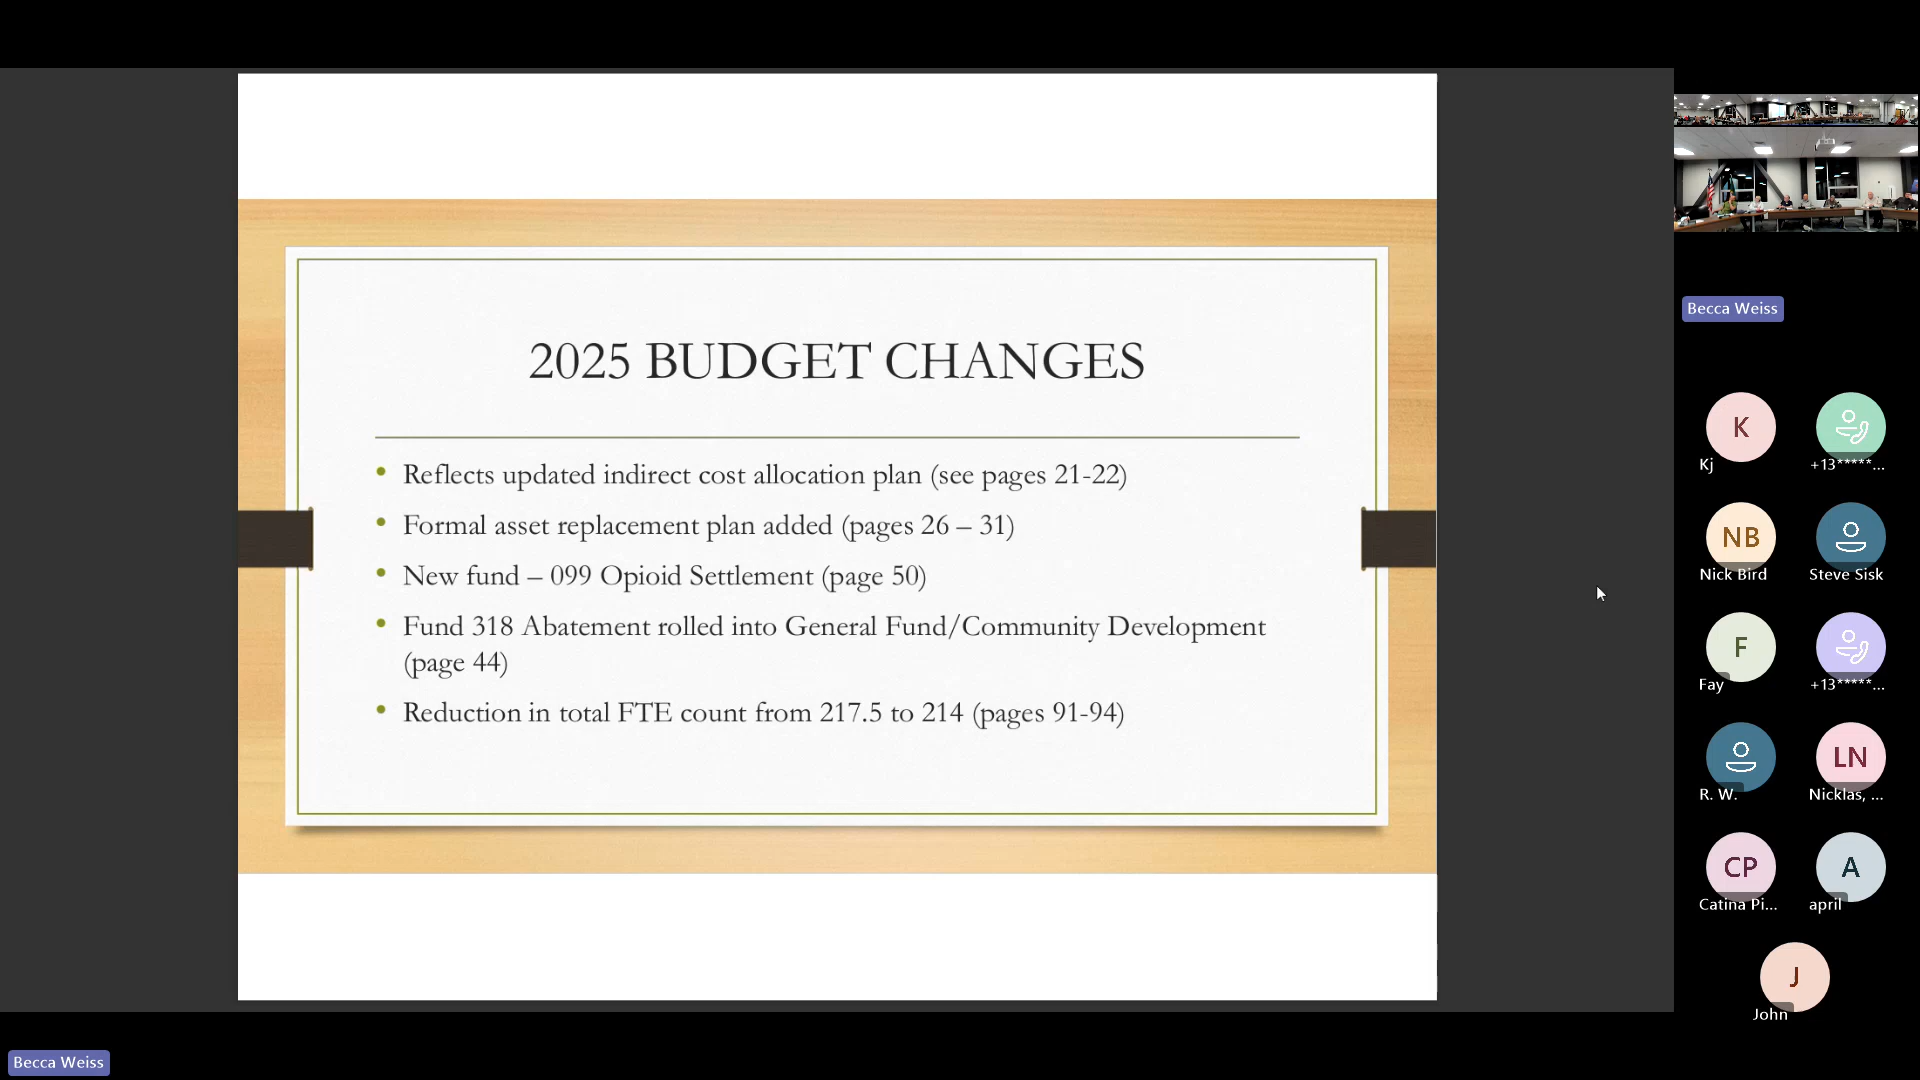 2025 BUDGET CHANGES
• Reflects updated indirect cost allocation plan (see pages 21-22)
• Formal asset replacement plan added (pages 26 – 31)
• New fund – 099 Opioid Settlement (page 50)
• Fund 318 Abatement rolled into General Fund/Community Development
(page 44)
• Reduction in total FTE count from 217.5 to 214 (pages 91-94)
Becca Weiss
K
Kj
+13*****...
NB
Nick Bird
Steve Sisk
F
Fay
+13*****...
R. W.
LN
Nicklas, ...
CP
Catina Pi...
A
april
J
John
Becca Weiss